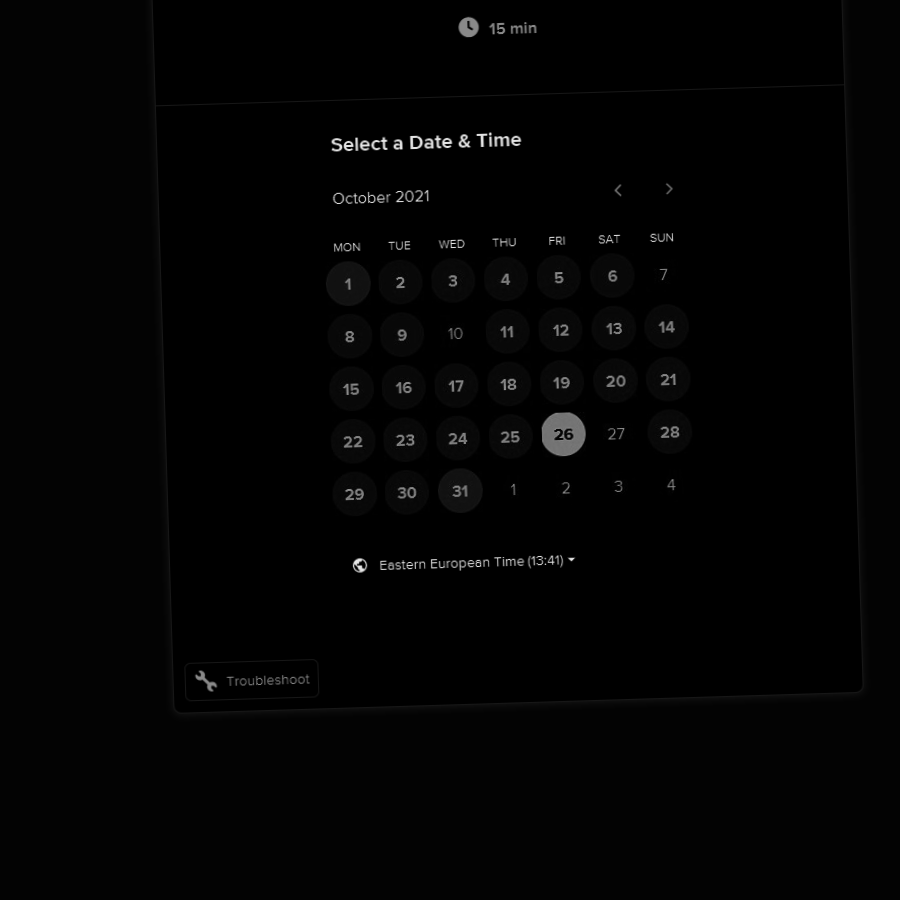 15 min
Select a Date & Time
October 2021
MON TUE WED THU FRI SAT SUN
1 2 3 4 5 6 7
8 9 10 11 12 13 14
15 16 17 18 19 20 21
22 23 24 25 26 27 28
29 30 31 1 2 3 4
Eastern European Time (13:41)
Troubleshoot